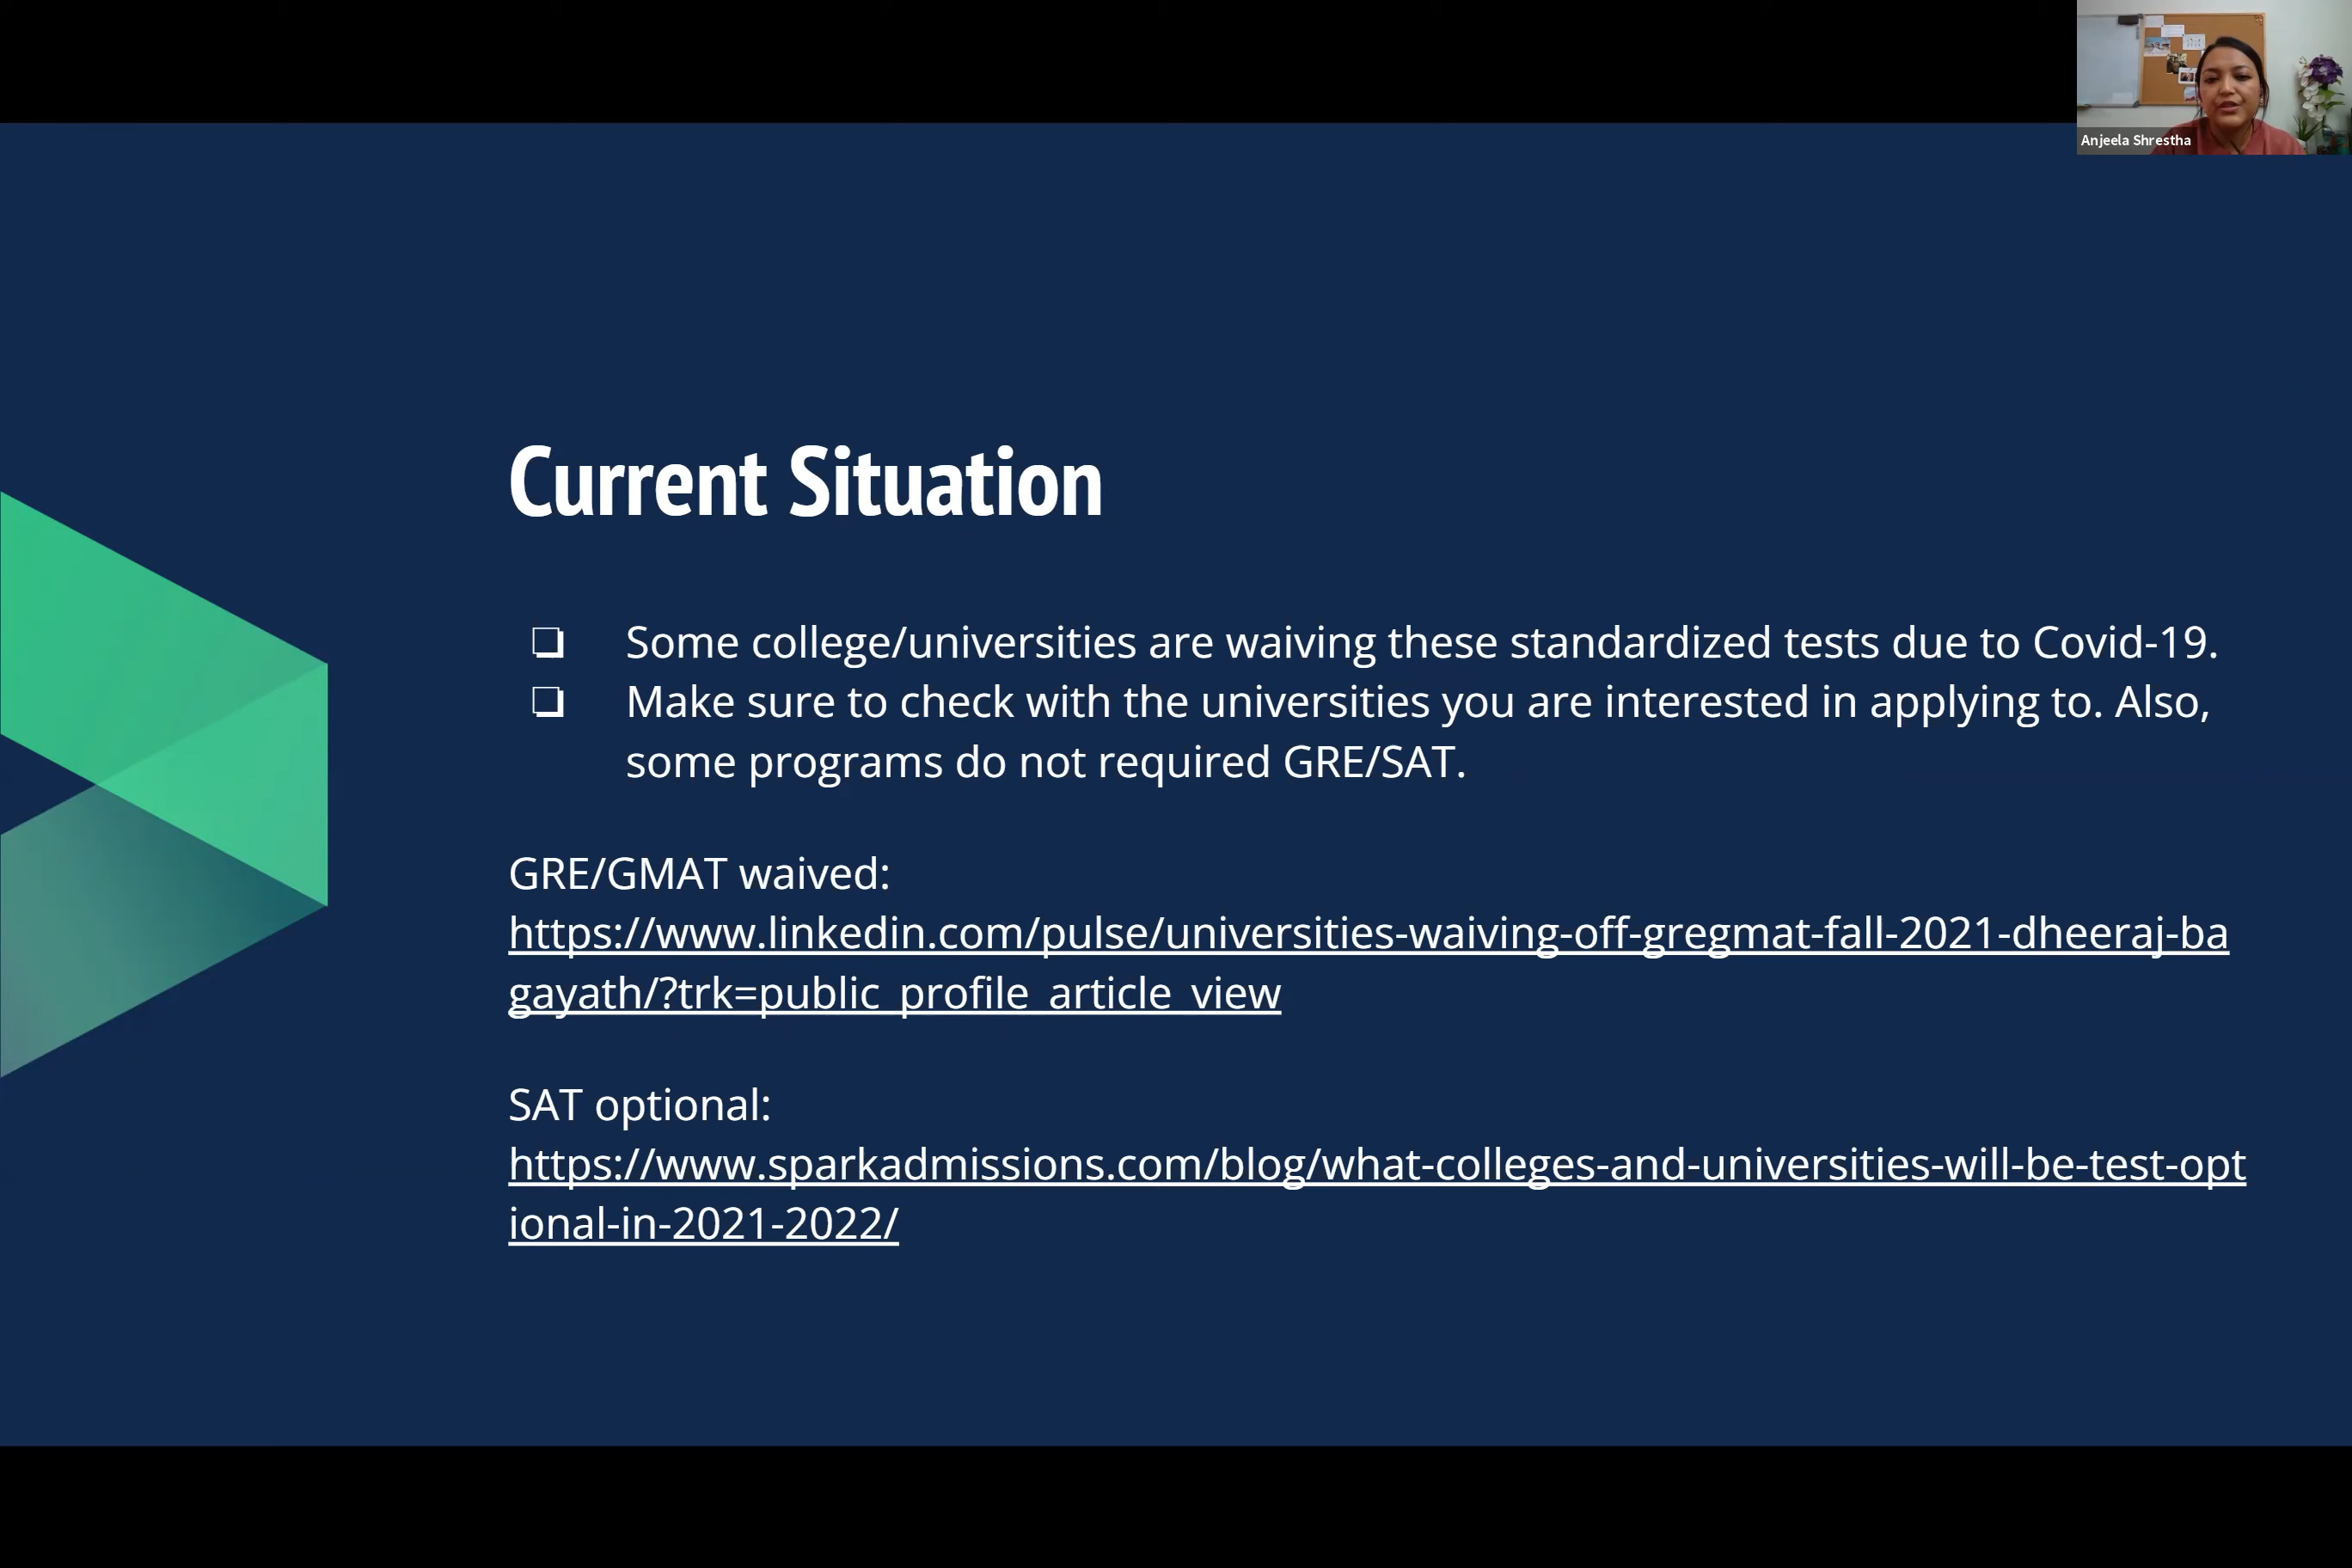 Anjeela Shrestha
Current Situation
❏ Some college/universities are waiving these standardized tests due to Covid-19.
❏ Make sure to check with the universities you are interested in applying to. Also,
some programs do not required GRE/SAT.
GRE/GMAT waived:
https://www.linkedin.com/pulse/universities-waiving-off-gregmat-fall-2021-dheeraj-ba
gayath/?trk=public_profile_article_view
SAT optional:
https://www.sparkadmissions.com/blog/what-colleges-and-universities-will-be-test-opt
ional-in-2021-2022/